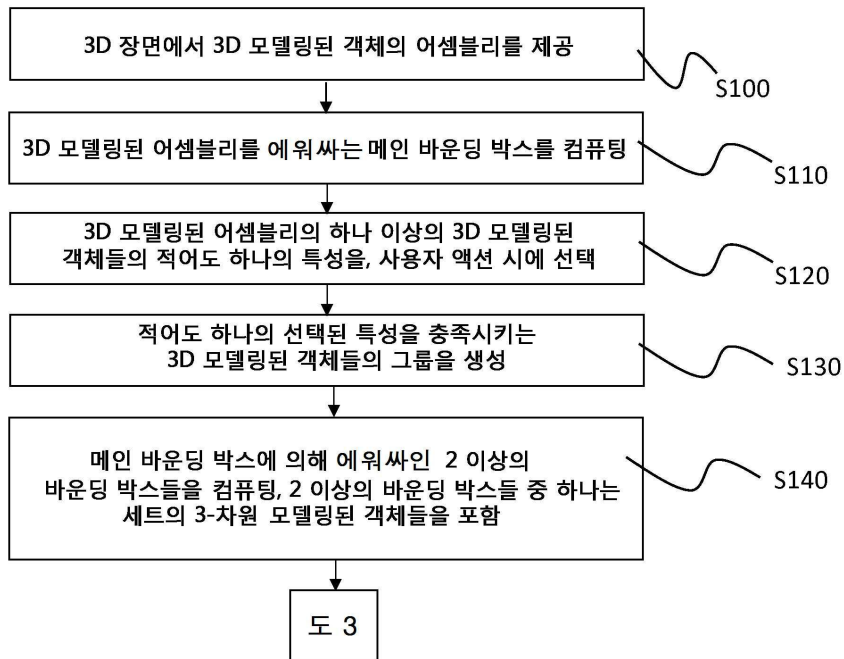 3D 장면에서 3D 모델링된 객체의 어셈블리를 제공
S100
3D 모델링된 어셈블리를 에워싸는 메인 바운딩 박스를 컴퓨팅
S110
3D 모델링된 어셈블리의 하나 이상의 3D 모델링된
객체들의 적어도 하나의 특성을, 사용자 액션 시에 선택
S120
적어도 하나의 선택된 특성을 충족시키는
3D 모델링된 객체들의 그룹을 생성
S130
메인 바운딩 박스에 의해 에워싸인 2 이상의
바운딩 박스들을 컴퓨팅, 2 이상의 바운딩 박스들 중 하나는
세트의 3-차원 모델링된 객체들을 포함
S140
도 3